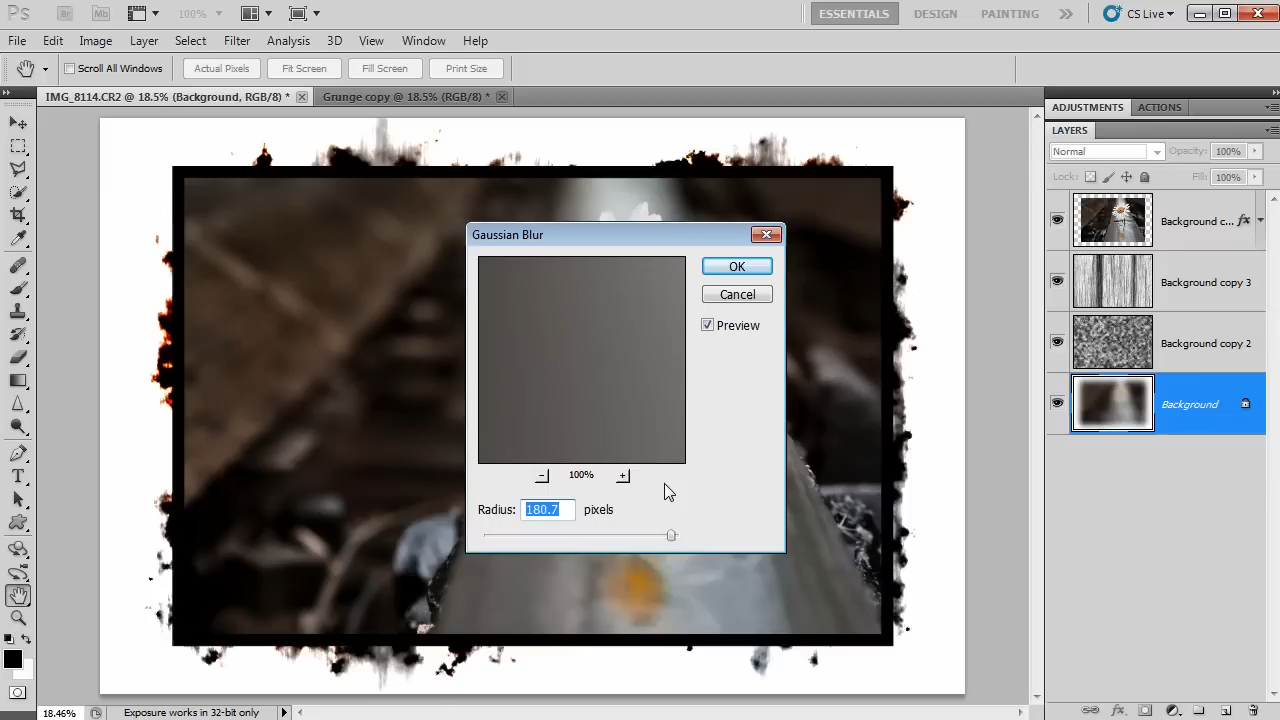 Ps Br Mb 100% ESSENTIALS DESIGN PAINTING CS Live
File Edit Image Layer Select Filter Analysis 3D View Window Help
Scroll All Windows Actual Pixels Fit Screen Fill Screen Print Size
IMG_8114.CR2 @ 18.5% (Background, RGB/8) * Grunge copy @ 18.5% (RGB/8) *
ADJUSTMENTS ACTIONS
LAYERS
Normal Opacity: 100%
Lock: Fill: 100%
Background c... fx
Background copy 3
Background copy 2
Background
Gaussian Blur
OK
Cancel
Preview
100%
Radius: 180.7 pixels
T
18.46% Exposure works in 32-bit only
fx.